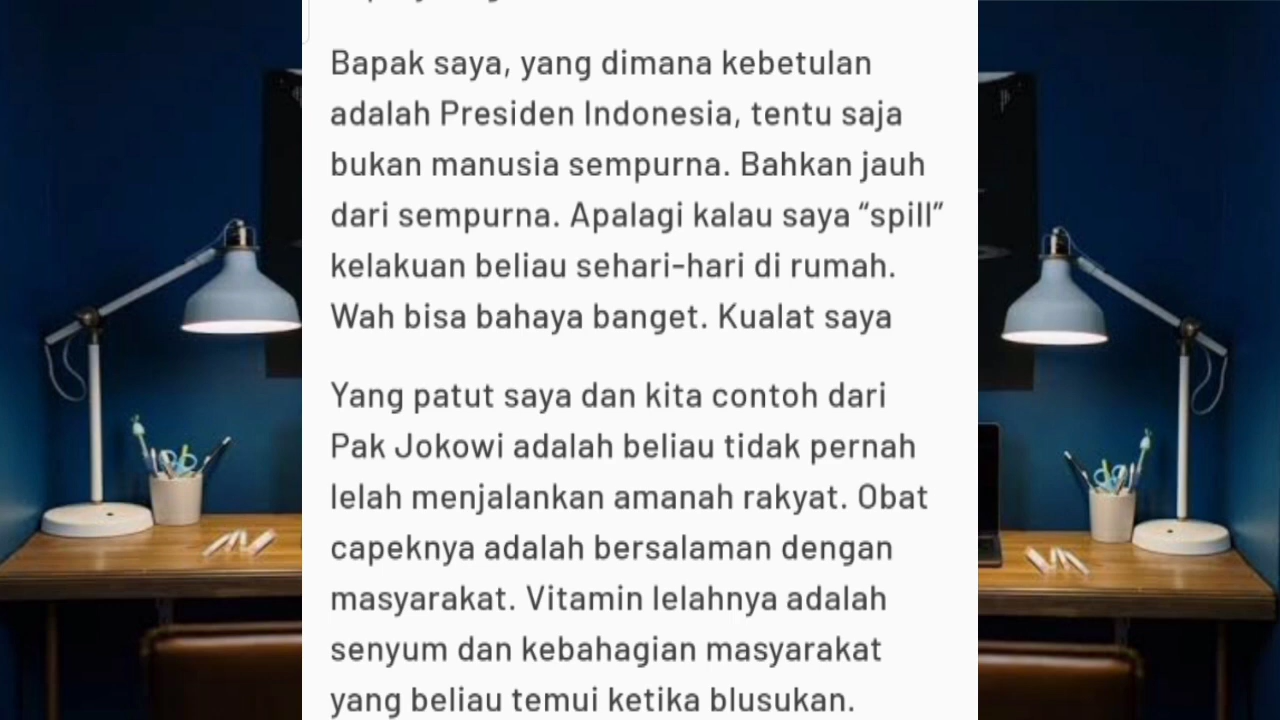 Bapak saya, yang dimana kebetulan
adalah Presiden Indonesia, tentu saja
bukan manusia sempurna. Bahkan jauh
dari sempurna. Apalagi kalau saya “spill”
kelakuan beliau sehari-hari di rumah.
Wah bisa bahaya banget. Kualat saya
Yang patut saya dan kita contoh dari
Pak Jokowi adalah beliau tidak pernah
lelah menjalankan amanah rakyat. Obat
capeknya adalah bersalaman dengan
masyarakat. Vitamin lelahnya adalah
senyum dan kebahagian masyarakat
yang beliau temui ketika blusukan.